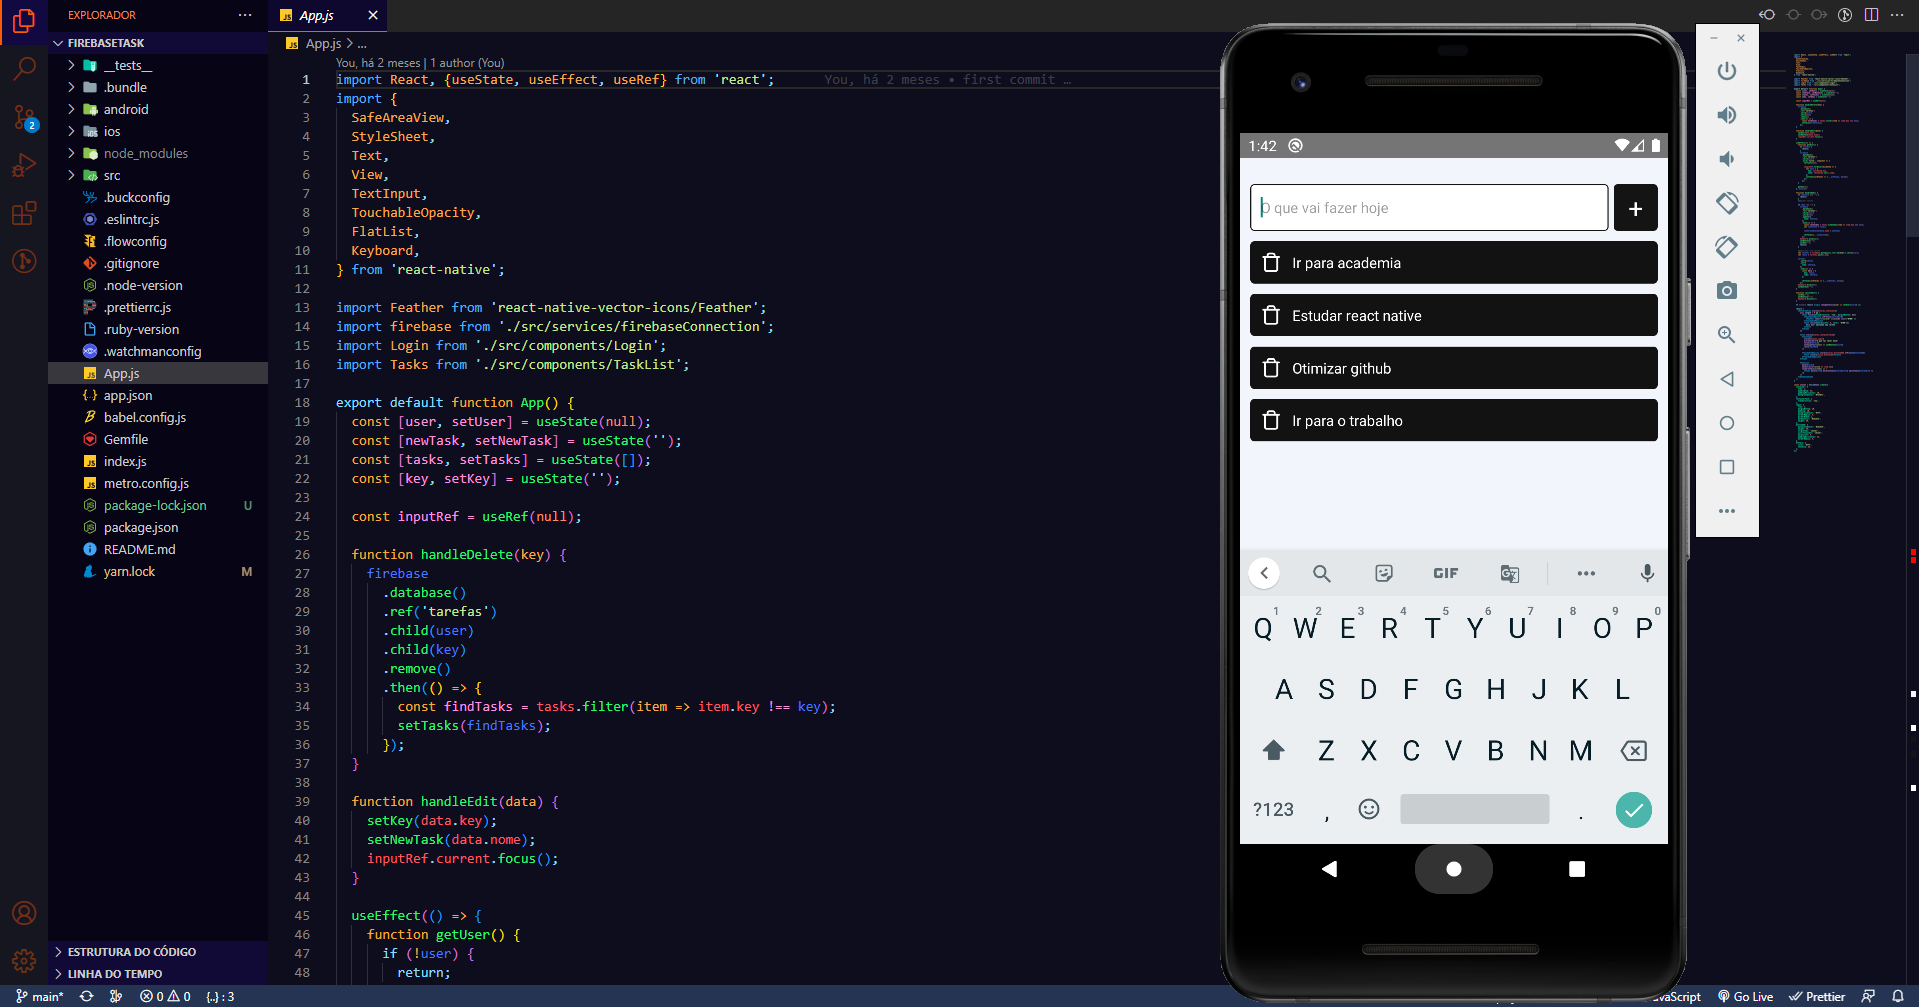 EXPLORADOR
FIREBASETASK
__tests__
.bundle
android
ios
node_modules
src
.buckconfig
.eslintrc.js
.flowconfig
.gitignore
.node-version
.prettierrc.js
.ruby-version
.watchmanconfig
App.js
app.json
babel.config.js
Gemfile
index.js
metro.config.js
package-lock.json U
package.json
README.md
yarn.lock M
ESTRUTURA DO CÓDIGO
LINHA DO TEMPO
2
App.js
App.js > ...
You, há 2 meses | 1 author (You)
1 import React, {useState, useEffect, useRef} from 'react'; You, há 2 meses • first commit …
2 import {
3 SafeAreaView,
4 StyleSheet,
5 Text,
6 View,
7 TextInput,
8 TouchableOpacity,
9 FlatList,
10 Keyboard,
11 } from 'react-native';
12
13 import Feather from 'react-native-vector-icons/Feather';
14 import firebase from './src/services/firebaseConnection';
15 import Login from './src/components/Login';
16 import Tasks from './src/components/TaskList';
17
18 export default function App() {
19 const [user, setUser] = useState(null);
20 const [newTask, setNewTask] = useState('');
21 const [tasks, setTasks] = useState([]);
22 const [key, setKey] = useState('');
23
24 const inputRef = useRef(null);
25
26 function handleDelete(key) {
27 firebase
28 .database()
29 .ref('tarefas')
30 .child(user)
31 .child(key)
32 .remove()
33 .then(() => {
34 const findTasks = tasks.filter(item => item.key !== key);
35 setTasks(findTasks);
36 });
37 }
38
39 function handleEdit(data) {
40 setKey(data.key);
41 setNewTask(data.nome);
42 inputRef.current.focus();
43 }
44
45 useEffect(() => {
46 function getUser() {
47 if (!user) {
48 return;
1:42
O que vai fazer hoje
+
Ir para academia
Estudar react native
Otimizar github
Ir para o trabalho
GIF
1 2 3 4 5 6 7 8 9 0
Q W E R T Y U I O P
A S D F G H J K L
Z X C V B N M
?123 , .
main* 0 0 {..} : 3
vaScript Go Live Prettier